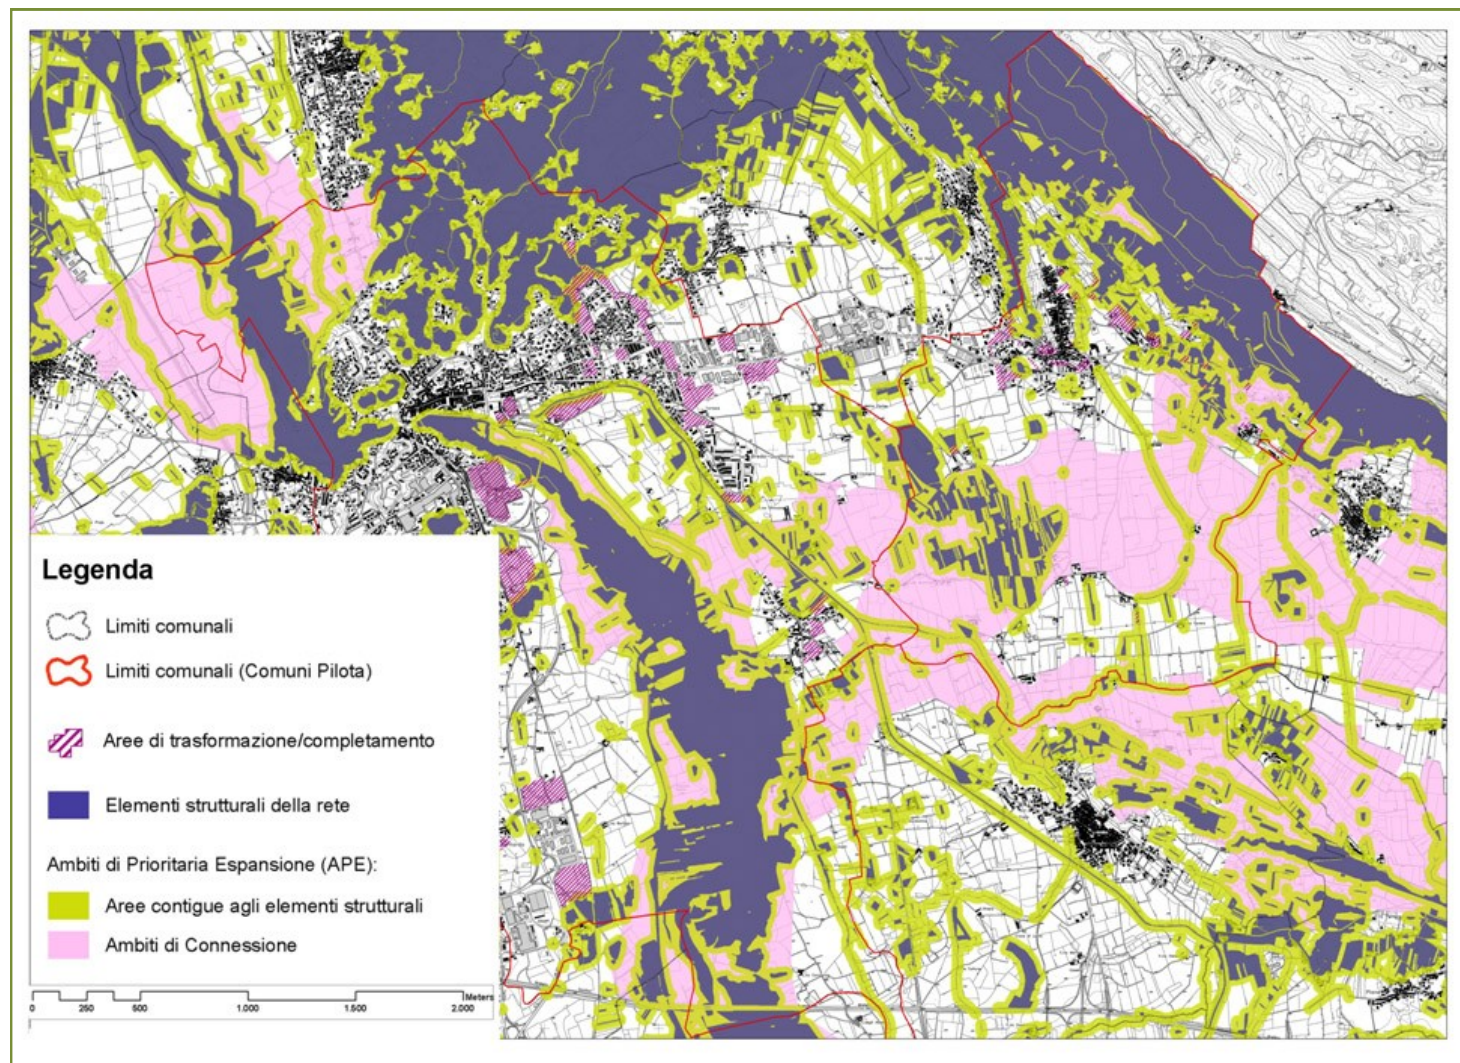 Legenda
Limiti comunali
Limiti comunali (Comuni Pilota)
Aree di trasformazione/completamento
Elementi strutturali della rete
Ambiti di Prioritaria Espansione (APE):
Aree contigue agli elementi strutturali
Ambiti di Connessione
0 250 500 1.000 1.500 2.000 Meters